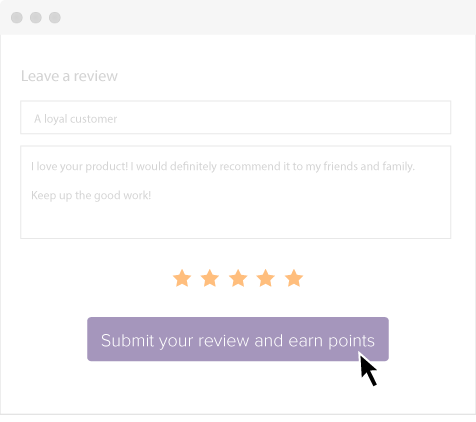 Leave a review
A loyal customer
I love your product! I would definitely recommend it to my friends and family.
Keep up the good work!
Submit your review and earn points